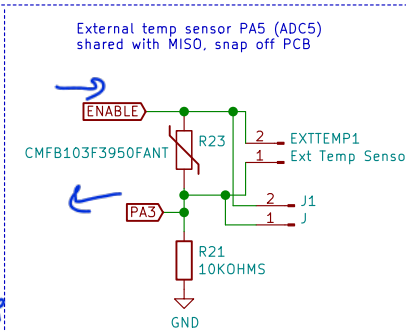 External temp sensor PA5 (ADC5)
shared with MISO, snap off PCB
ENABLE
R23
CMFB103F3950FANT
2 EXTTEMP1
1 Ext Temp Senso
2 J1
1 J
PA3
R21
10KOHMS
GND